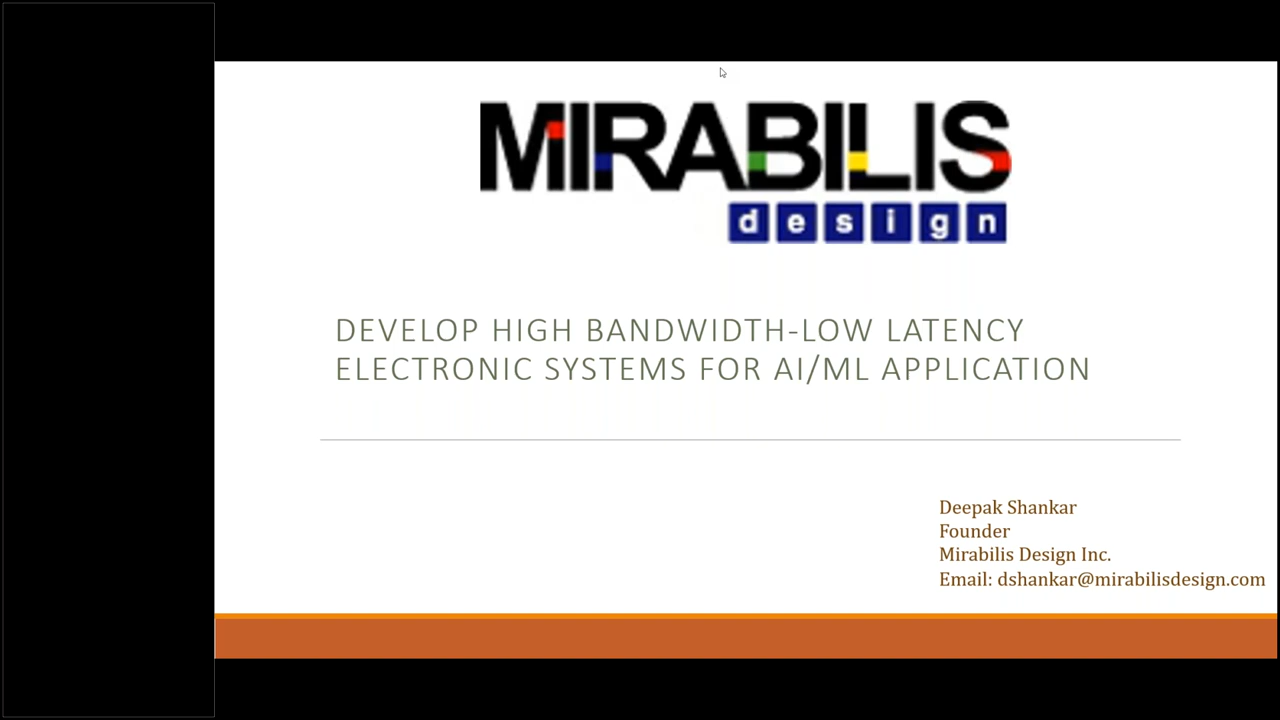 MIRABILIS
design
DEVELOP HIGH BANDWIDTH-LOW LATENCY
ELECTRONIC SYSTEMS FOR AI/ML APPLICATION
Deepak Shankar
Founder
Mirabilis Design Inc.
Email: dshankar@mirabilisdesign.com